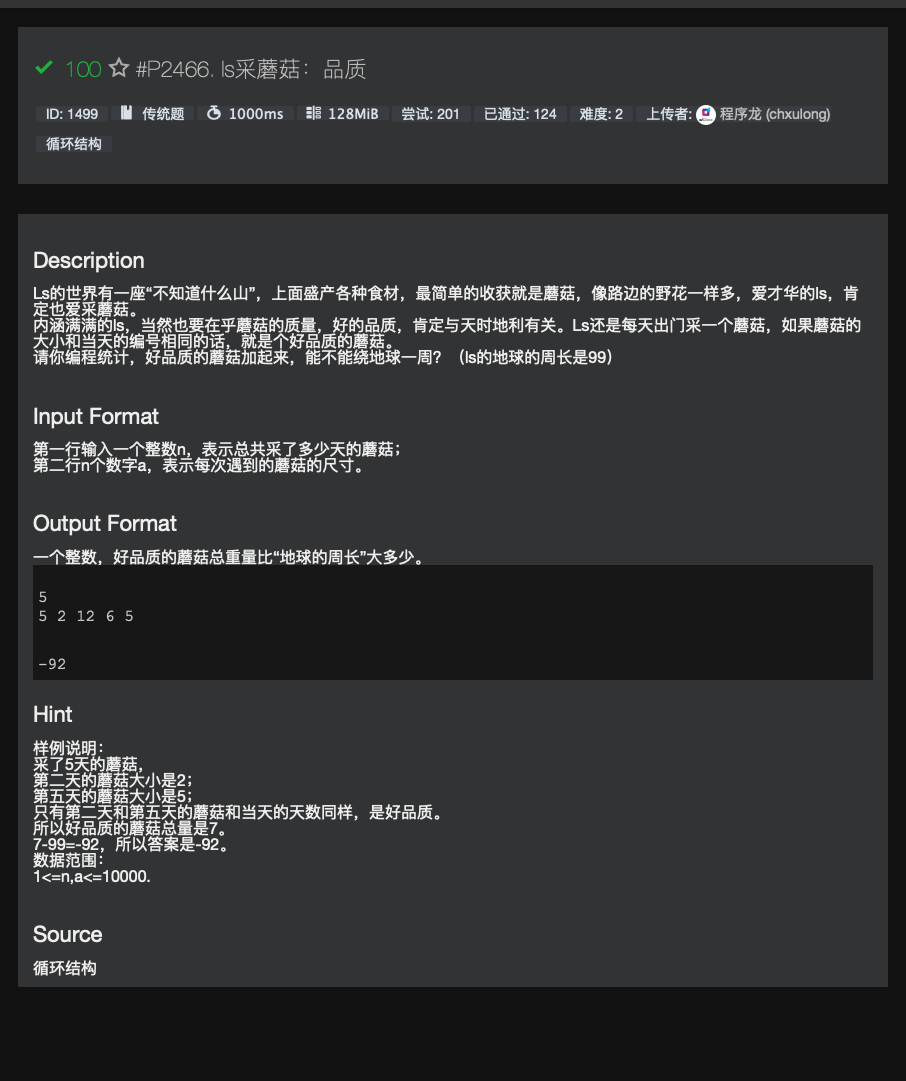 100 #P2466. ls采蘑菇：品质
ID: 1499 传统题 1000ms 128MiB 尝试: 201 已通过: 124 难度: 2 上传者: 程序龙 (chxulong)
循环结构
Description
Ls的世界有一座“不知道什么山”，上面盛产各种食材，最简单的收获就是蘑菇，像路边的野花一样多，爱才华的ls，肯
定也爱采蘑菇。
内涵满满的ls，当然也要在乎蘑菇的质量，好的品质，肯定与天时地利有关。Ls还是每天出门采一个蘑菇，如果蘑菇的
大小和当天的编号相同的话，就是个好品质的蘑菇。
请你编程统计，好品质的蘑菇加起来，能不能绕地球一周？（ls的地球的周长是99）
Input Format
第一行输入一个整数n，表示总共采了多少天的蘑菇；
第二行n个数字a，表示每次遇到的蘑菇的尺寸。
Output Format
一个整数，好品质的蘑菇总重量比“地球的周长”大多少。
5
5 2 12 6 5
-92
Hint
样例说明：
采了5天的蘑菇，
第二天的蘑菇大小是2；
第五天的蘑菇大小是5；
只有第二天和第五天的蘑菇和当天的天数同样，是好品质。
所以好品质的蘑菇总量是7。
7-99=-92，所以答案是-92。
数据范围：
1<=n,a<=10000.
Source
循环结构